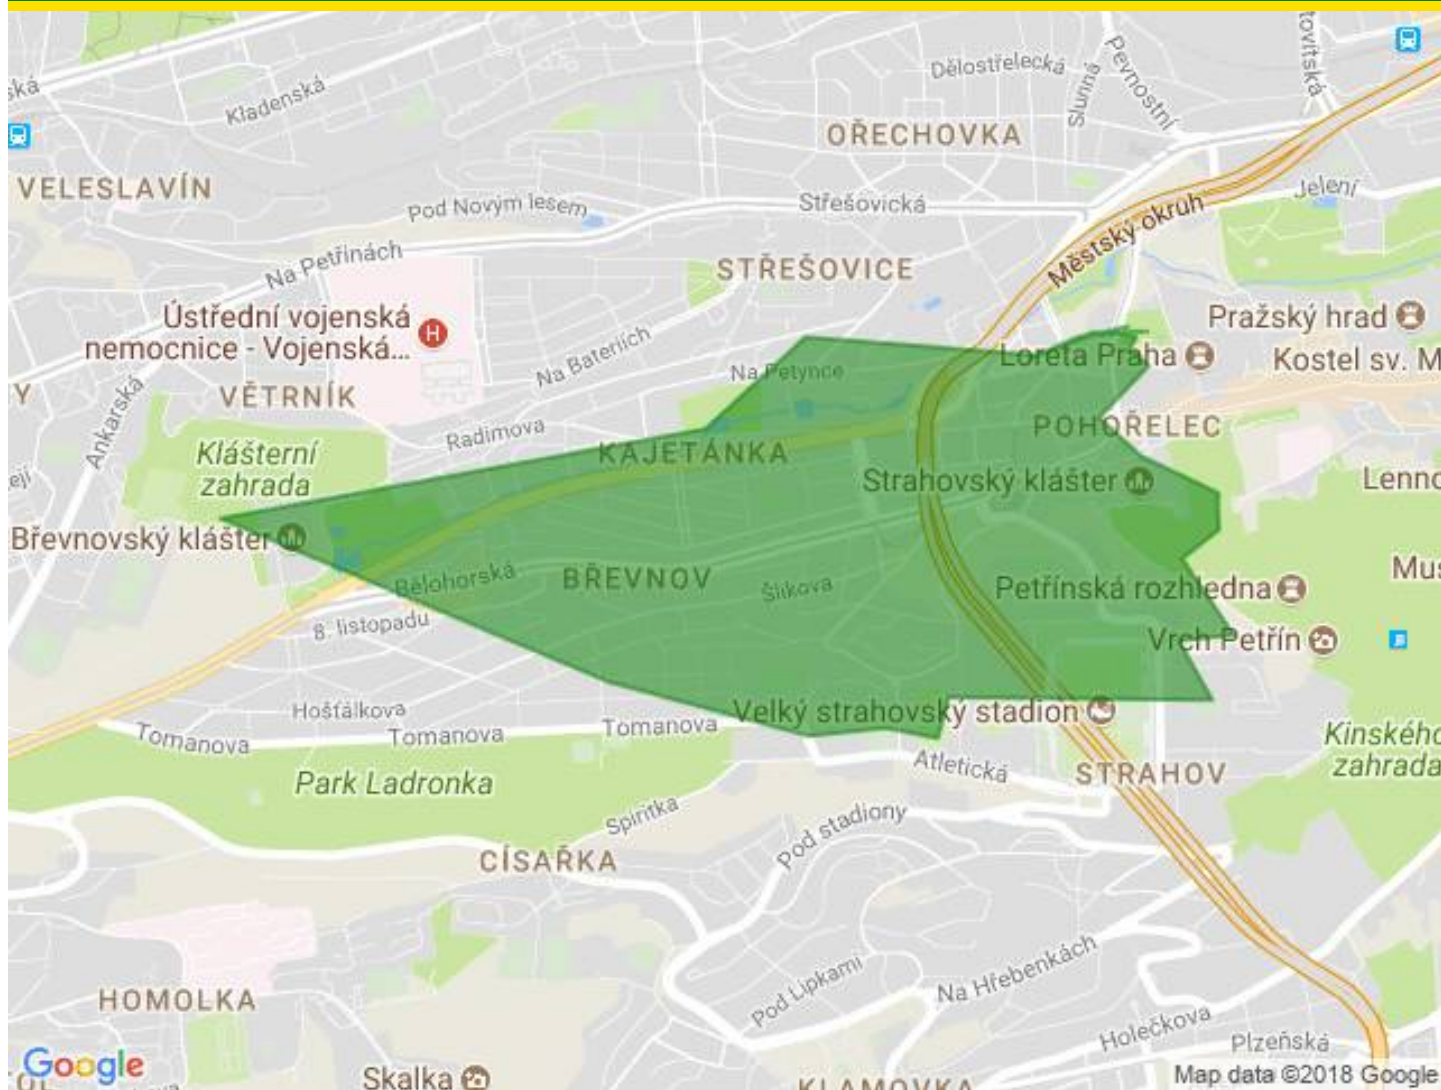 Dělostřelecká
Slunná
Pevnostní
Kladenská
OŘECHOVKA
VELESLAVÍN
Pod Novým lesem
Střešovická
Jelení
Městský okruh
Na Petřinách
STŘEŠOVICE
Ústřední vojenská
nemocnice - Vojenská...
H
Pražský hrad
Na Bateriích
Loreta Praha
Kostel sv. M
Na Petynce
Y
VĚTRNÍK
Ankarská
Radimova
POHOŘELEC
Klášterní
zahrada
KAJETÁNKA
Strahovský klášter
Lenno
Břevnovský klášter
Bělohorská
BŘEVNOV
Šlikova
Petřínská rozhledna
Mus
8. listopadu
Vrch Petřín
Hošťálkova
Tomanova
Tomanova
Tomanova
Velký strahovský stadion
Kinského
zahrada
Atletická
STRAHOV
Park Ladronka
Spiritka
Pod stadiony
CÍSAŘKA
Na Hřebenkách
Pod Lipkami
HOMOLKA
Holečkova
Plzeňská
Google
Skalka
KLAMOVKA
Map data ©2018 Google